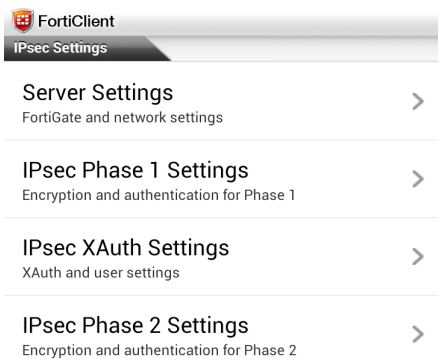 FortiClient
IPsec Settings
Server Settings
FortiGate and network settings
IPsec Phase 1 Settings
Encryption and authentication for Phase 1
IPsec XAuth Settings
XAuth and user settings
IPsec Phase 2 Settings
Encryption and authentication for Phase 2